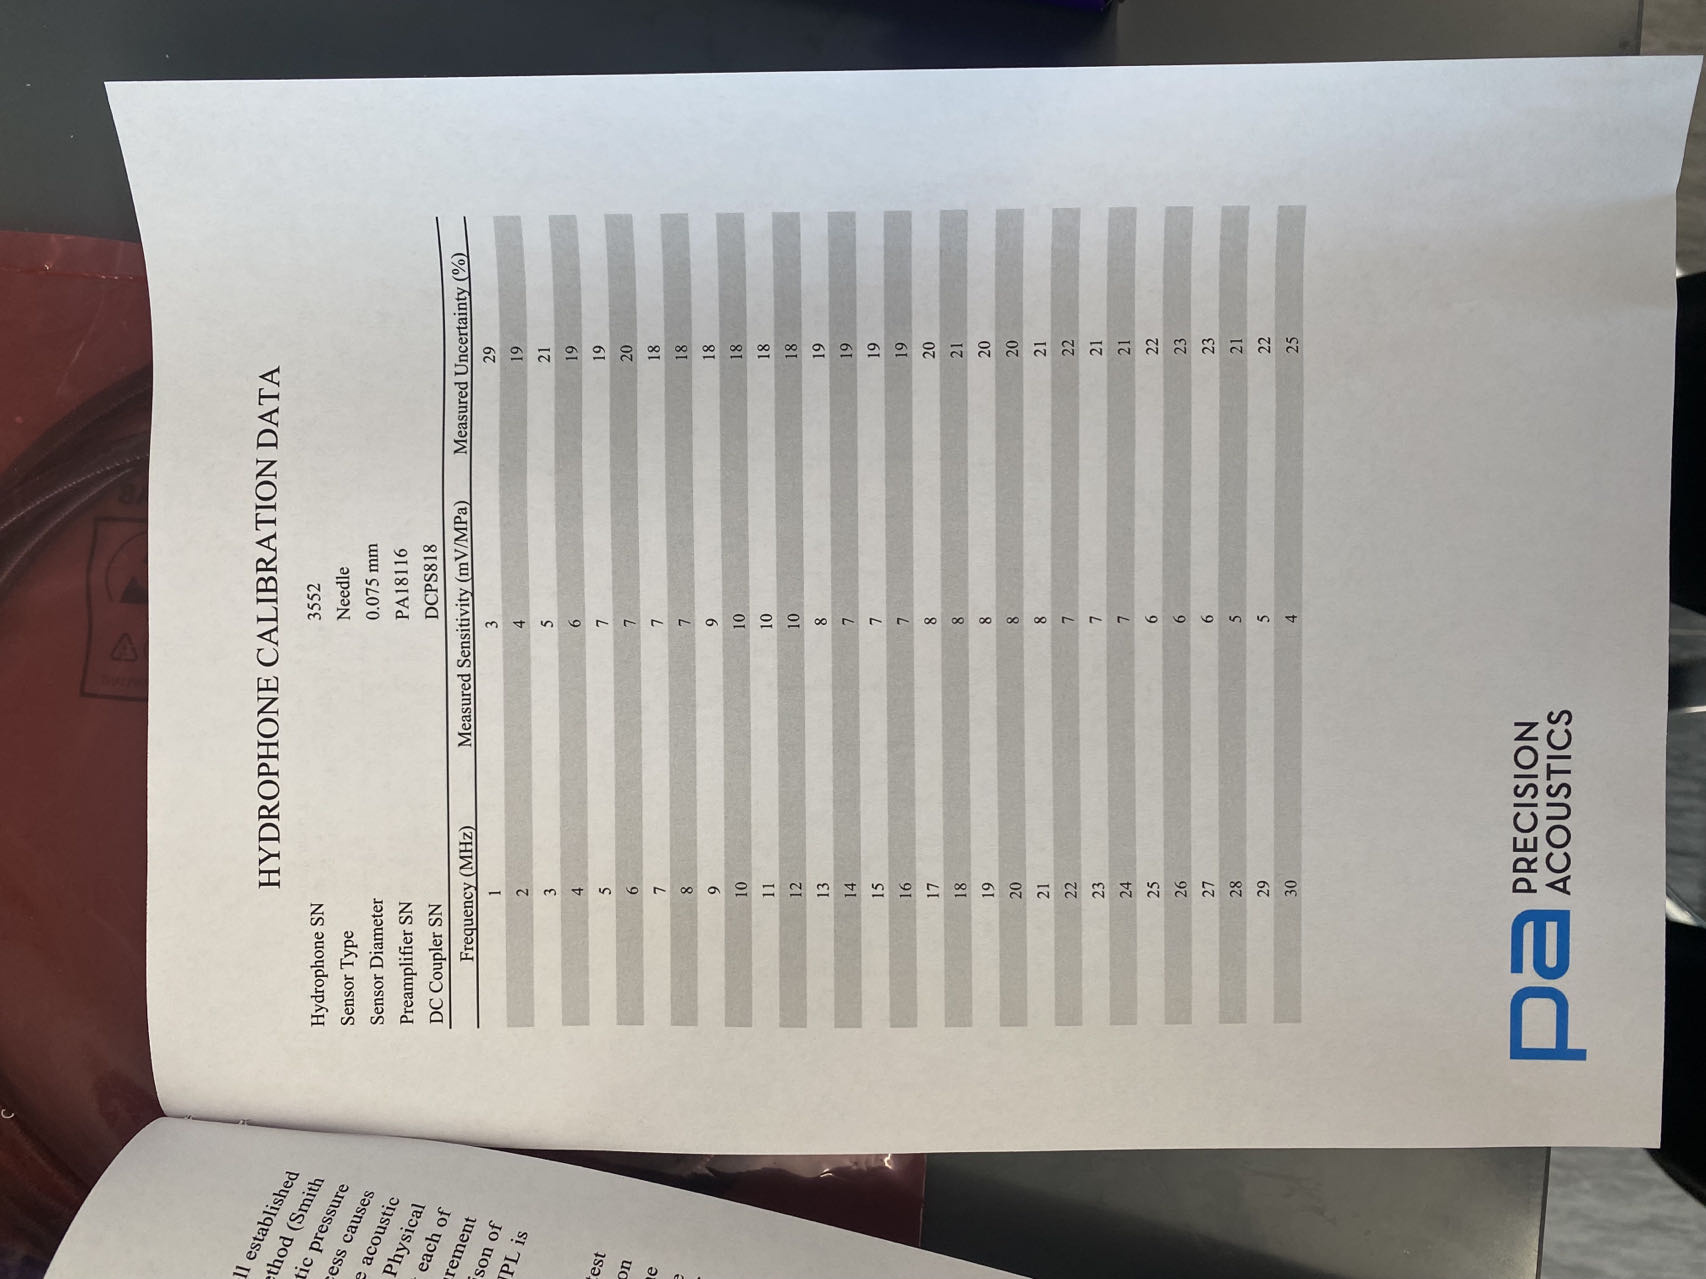 ll established
ethod (Smith
tic pressure
cess causes
e acoustic
Physical
each of
urement
ison of
NPL is
test
on
ne
e
HYDROPHONE CALIBRATION DATA
Hydrophone SN 3552
Sensor Type Needle
Sensor Diameter 0.075 mm
Preamplifier SN PA18116
DC Coupler SN DCPS818
Frequency (MHz) Measured Sensitivity (mV/MPa) Measured Uncertainty (%)
1 3 29
2 4 19
3 5 21
4 6 19
5 7 19
6 7 20
7 7 18
8 7 18
9 9 18
10 10 18
11 10 18
12 10 18
13 8 19
14 7 19
15 7 19
16 7 19
17 8 20
18 8 21
19 8 20
20 8 20
21 8 21
22 7 22
23 7 21
24 7 21
25 6 22
26 6 23
27 6 23
28 5 21
29 5 22
30 4 25
pa PRECISION
ACOUSTICS